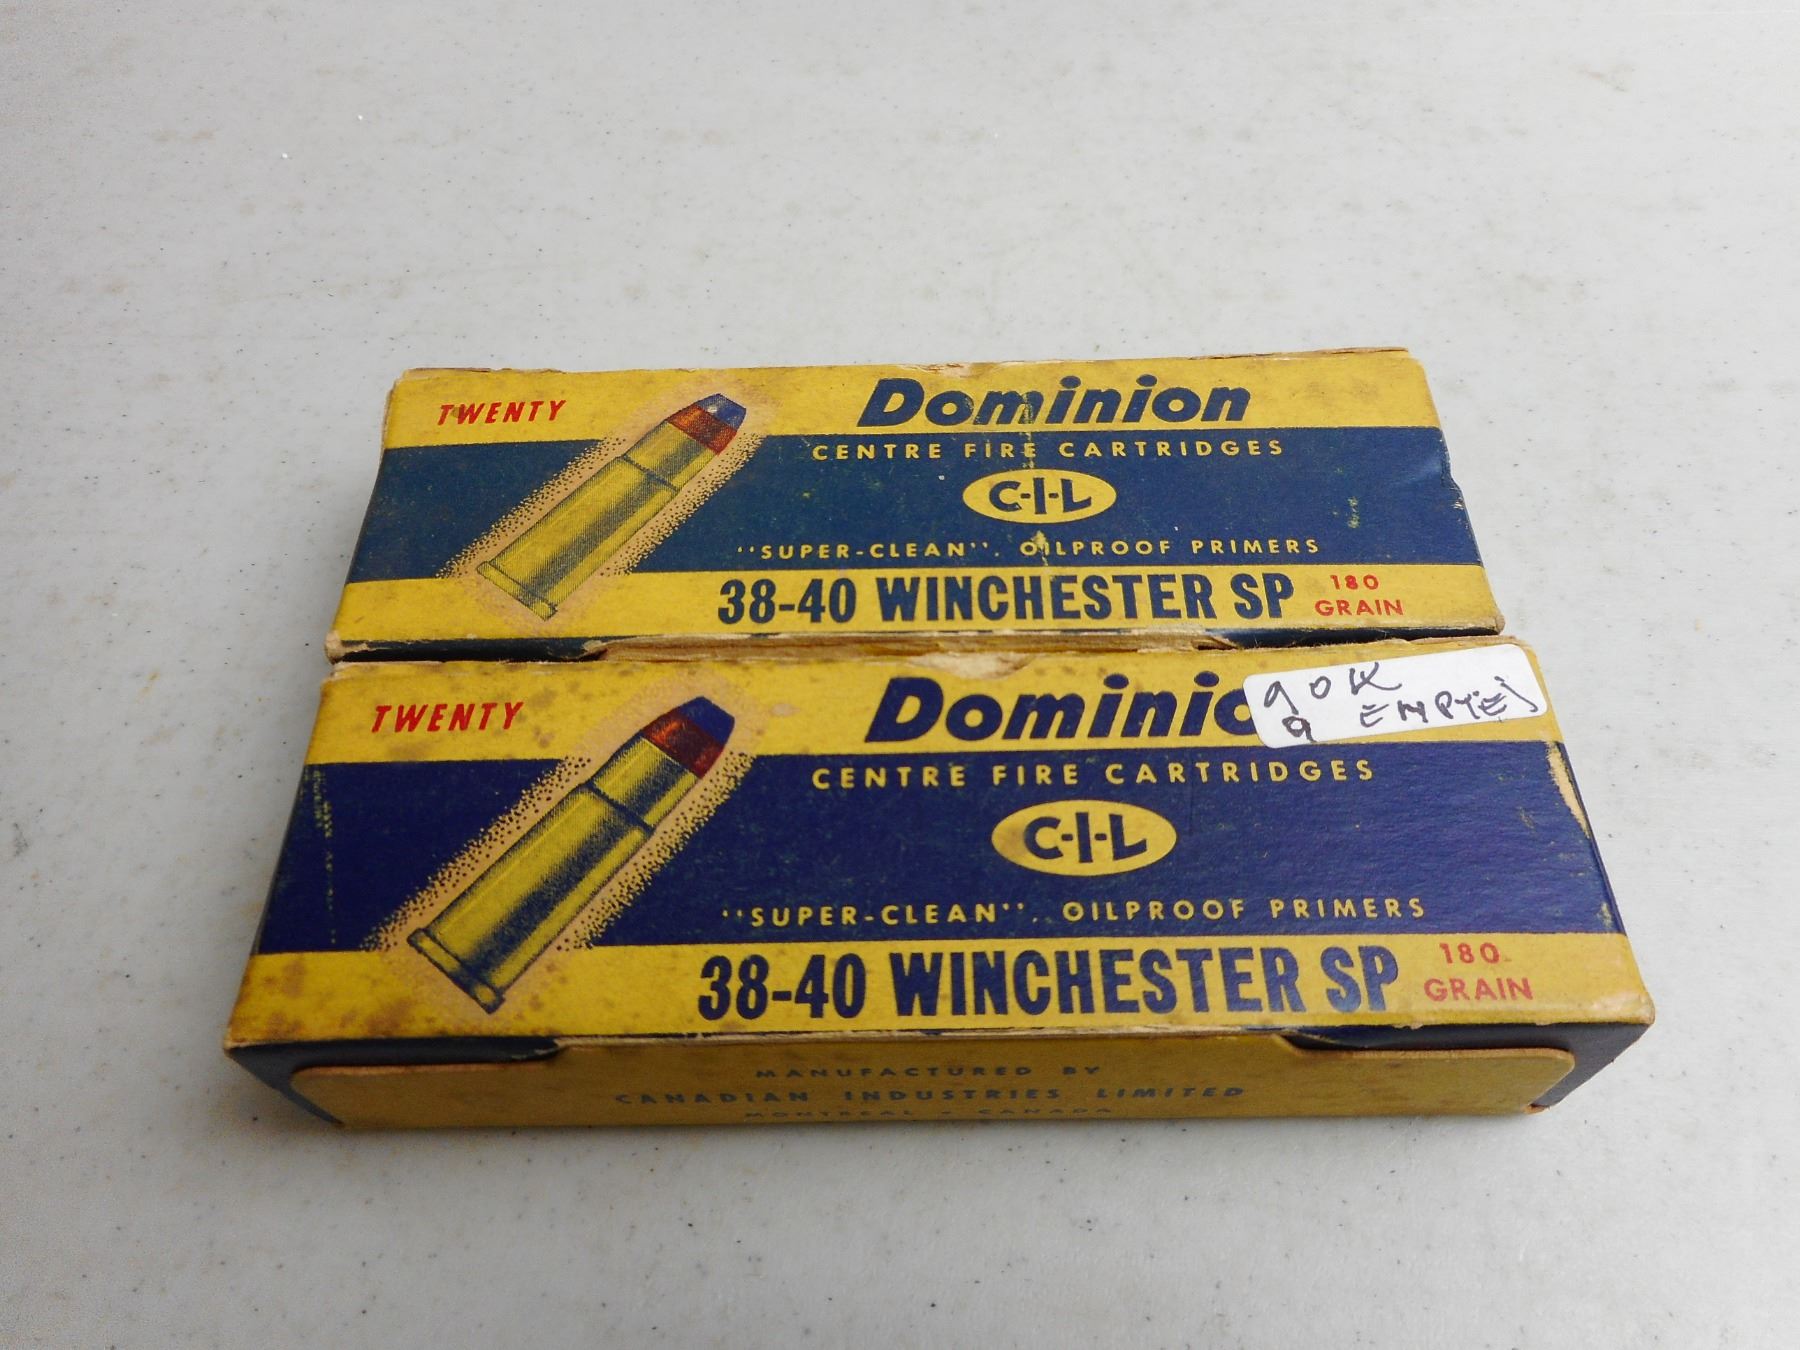 TWENTY
Dominion
CENTRE FIRE CARTRIDGES
C-I-L
"SUPER-CLEAN". OILPROOF PRIMERS
38-40 WINCHESTER SP
180
GRAIN
TWENTY
Dominio
9 OK
9 EMPTIES
CENTRE FIRE CARTRIDGES
C-I-L
"SUPER-CLEAN". OILPROOF PRIMERS
38-40 WINCHESTER SP
180
GRAIN
MANUFACTURED BY
CANADIAN INDUSTRIES LIMITED
MONTREAL - CANADA